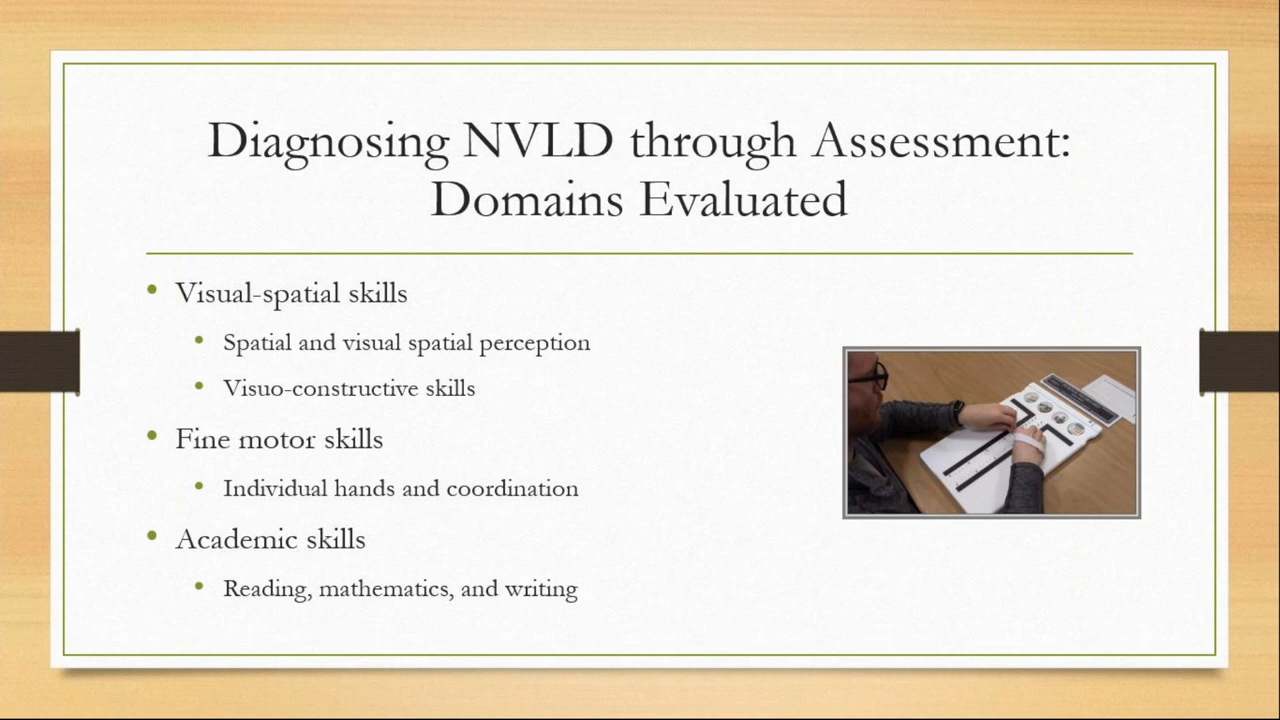 Diagnosing NVLD through Assessment:
Domains Evaluated
• Visual-spatial skills
• Spatial and visual spatial perception
• Visuo-constructive skills
• Fine motor skills
• Individual hands and coordination
• Academic skills
• Reading, mathematics, and writing